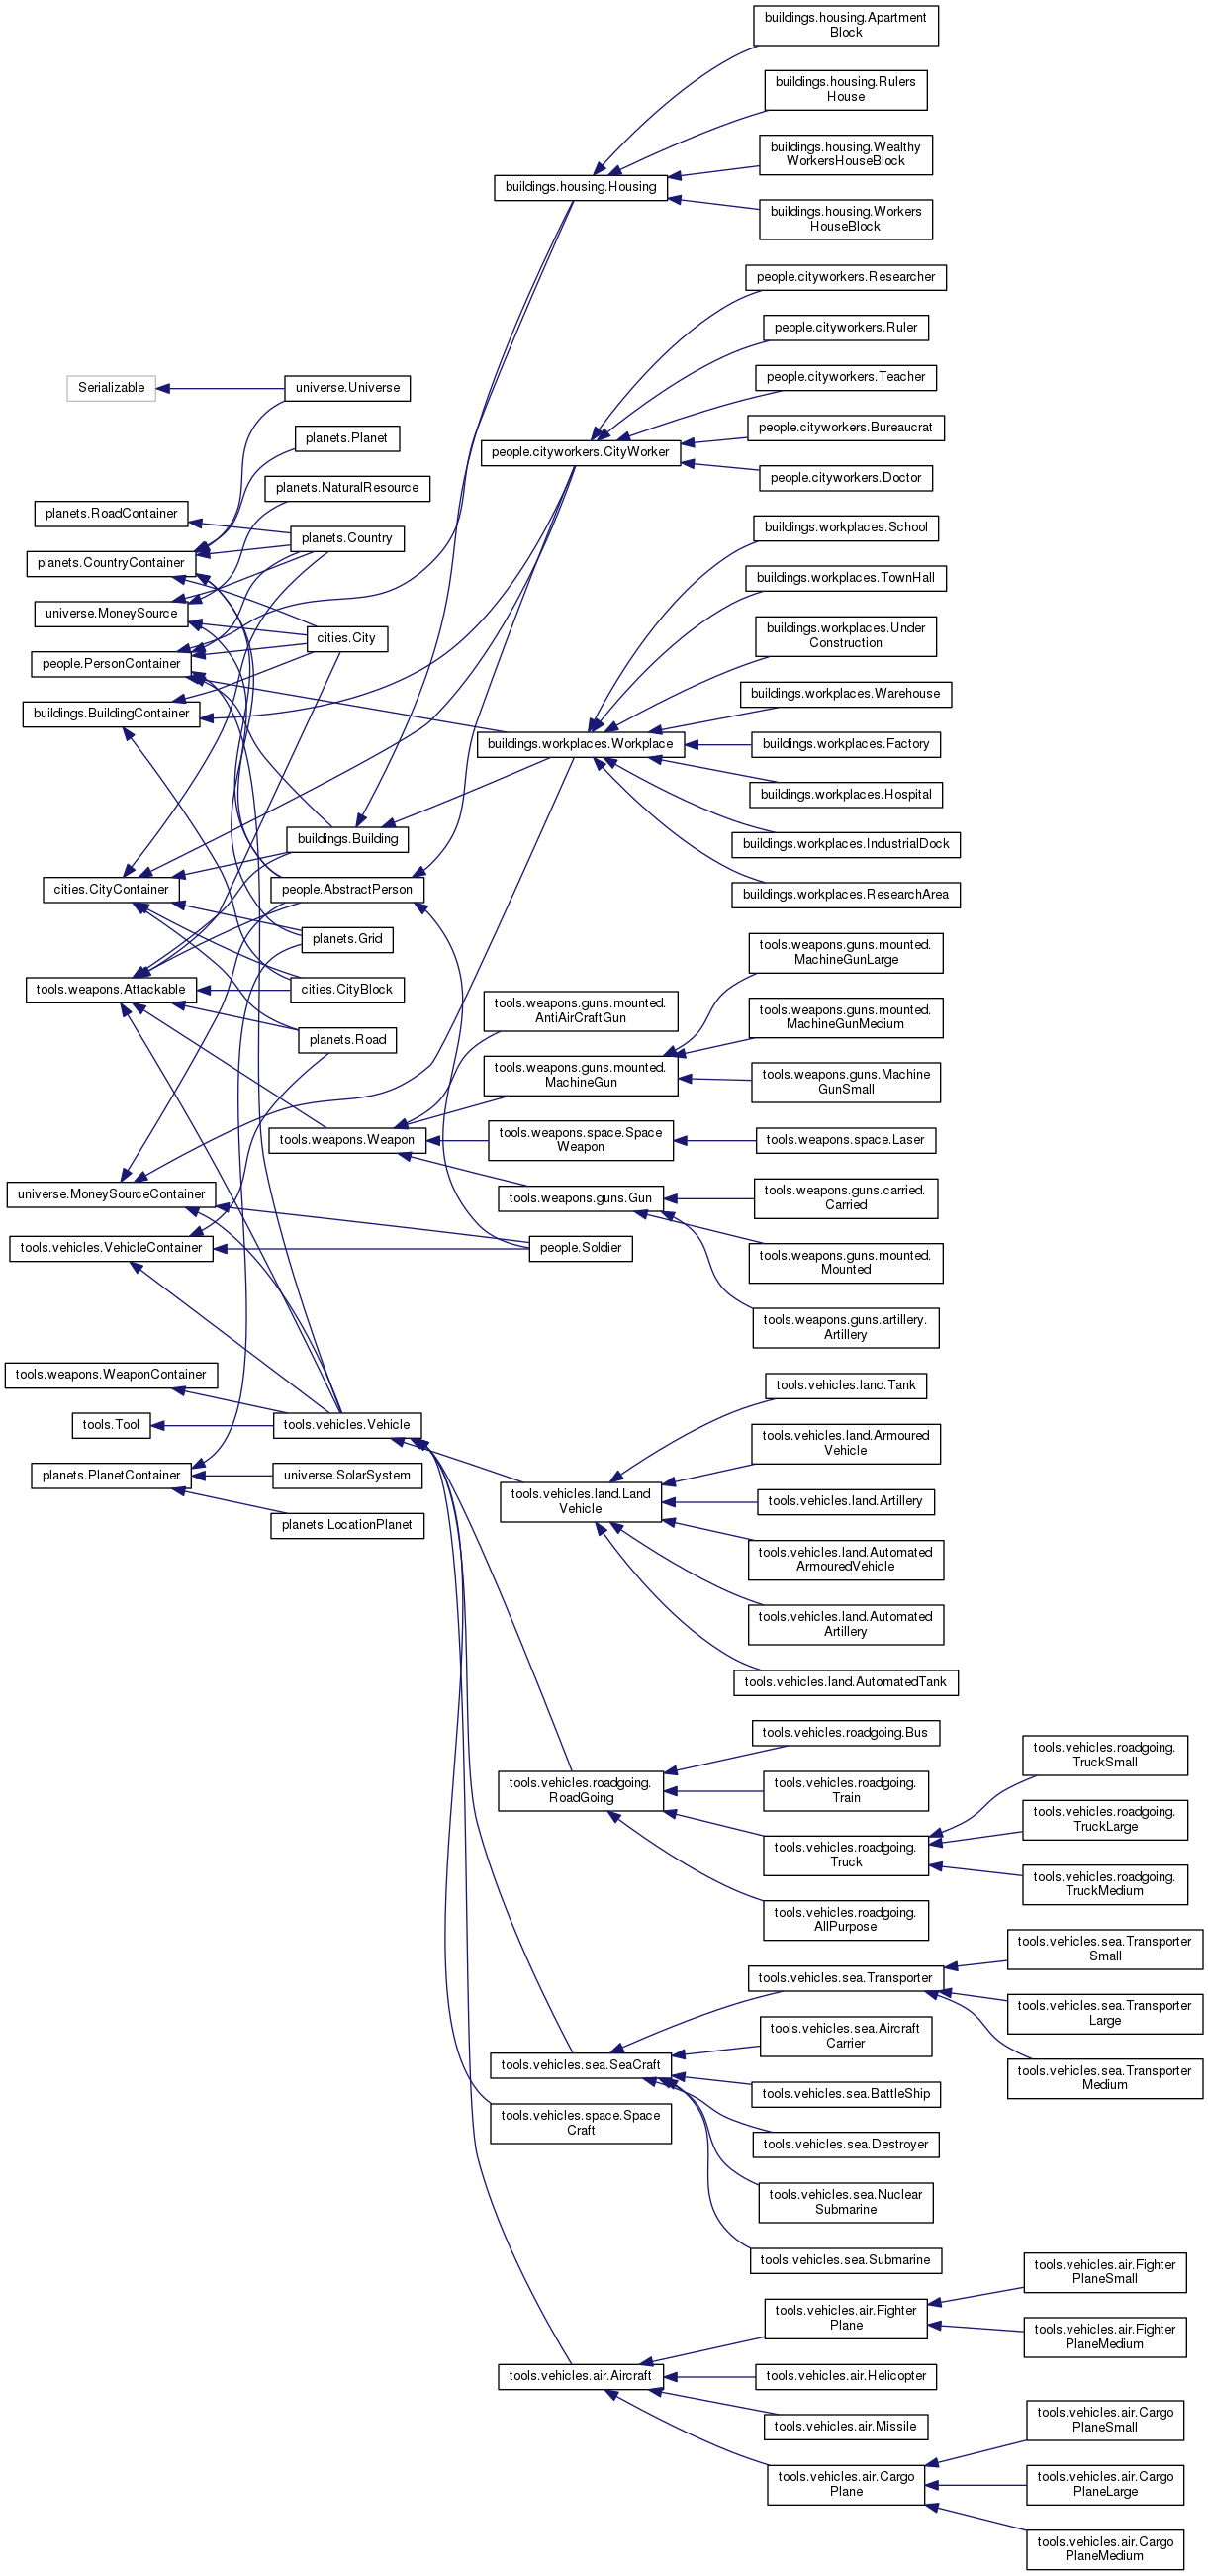 buildings.housing.Apartment
Block
buildings.housing.Rulers
House
buildings.housing.Wealthy
WorkersHouseBlock
buildings.housing.Housing
buildings.housing.Workers
HouseBlock
people.cityworkers.Researcher
people.cityworkers.Ruler
people.cityworkers.Teacher
Serializable
universe.Universe
people.cityworkers.Bureaucrat
planets.Planet
people.cityworkers.CityWorker
people.cityworkers.Doctor
planets.NaturalResource
planets.RoadContainer
buildings.workplaces.School
planets.Country
planets.CountryContainer
buildings.workplaces.TownHall
universe.MoneySource
buildings.workplaces.Under
Construction
cities.City
people.PersonContainer
buildings.workplaces.Warehouse
buildings.BuildingContainer
buildings.workplaces.Workplace
buildings.workplaces.Factory
buildings.workplaces.Hospital
buildings.Building
buildings.workplaces.IndustrialDock
cities.CityContainer
people.AbstractPerson
buildings.workplaces.ResearchArea
planets.Grid
tools.weapons.guns.mounted.
MachineGunLarge
tools.weapons.Attackable
cities.CityBlock
tools.weapons.guns.mounted.
AntiAirCraftGun
tools.weapons.guns.mounted.
MachineGunMedium
planets.Road
tools.weapons.guns.mounted.
MachineGun
tools.weapons.guns.Machine
GunSmall
tools.weapons.Weapon
tools.weapons.space.Space
Weapon
tools.weapons.space.Laser
universe.MoneySourceContainer
tools.weapons.guns.Gun
tools.weapons.guns.carried.
Carried
tools.vehicles.VehicleContainer
people.Soldier
tools.weapons.guns.mounted.
Mounted
tools.weapons.guns.artillery.
Artillery
tools.weapons.WeaponContainer
tools.vehicles.land.Tank
tools.Tool
tools.vehicles.Vehicle
tools.vehicles.land.Armoured
Vehicle
planets.PlanetContainer
universe.SolarSystem
tools.vehicles.land.Land
Vehicle
tools.vehicles.land.Artillery
planets.LocationPlanet
tools.vehicles.land.Automated
ArmouredVehicle
tools.vehicles.land.Automated
Artillery
tools.vehicles.land.AutomatedTank
tools.vehicles.roadgoing.Bus
tools.vehicles.roadgoing.
TruckSmall
tools.vehicles.roadgoing.
RoadGoing
tools.vehicles.roadgoing.
Train
tools.vehicles.roadgoing.
TruckLarge
tools.vehicles.roadgoing.
Truck
tools.vehicles.roadgoing.
TruckMedium
tools.vehicles.roadgoing.
AllPurpose
tools.vehicles.sea.Transporter
Small
tools.vehicles.sea.Transporter
tools.vehicles.sea.Transporter
Large
tools.vehicles.sea.Aircraft
Carrier
tools.vehicles.sea.SeaCraft
tools.vehicles.sea.Transporter
Medium
tools.vehicles.sea.BattleShip
tools.vehicles.space.Space
Craft
tools.vehicles.sea.Destroyer
tools.vehicles.sea.Nuclear
Submarine
tools.vehicles.sea.Submarine
tools.vehicles.air.Fighter
PlaneSmall
tools.vehicles.air.Fighter
Plane
tools.vehicles.air.Fighter
PlaneMedium
tools.vehicles.air.Aircraft
tools.vehicles.air.Helicopter
tools.vehicles.air.Missile
tools.vehicles.air.Cargo
PlaneSmall
tools.vehicles.air.Cargo
Plane
tools.vehicles.air.Cargo
PlaneLarge
tools.vehicles.air.Cargo
PlaneMedium